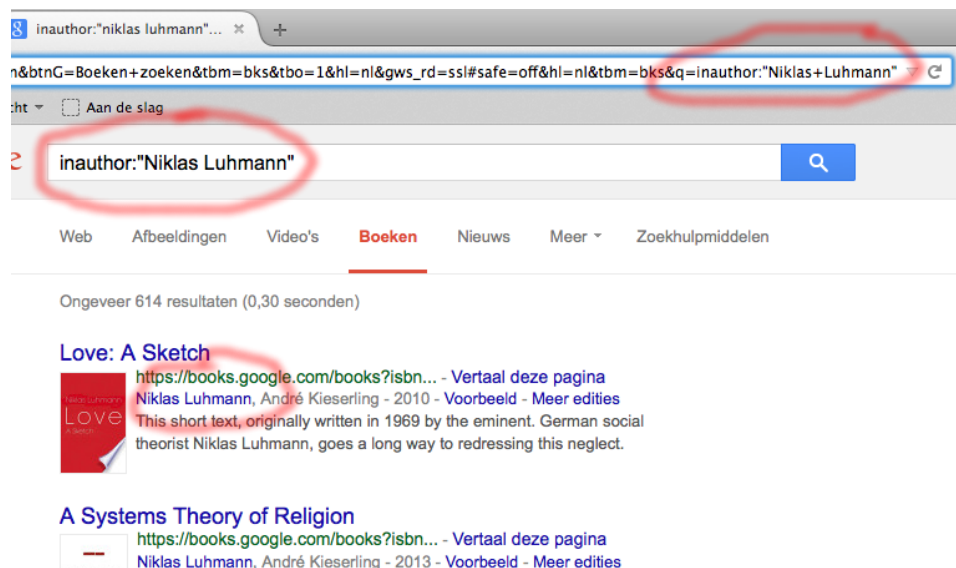 inauthor:"niklas luhmann"...
n&btnG=Boeken+zoeken&tbm=bks&tbo=1&hl=nl&gws_rd=ssl#safe=off&hl=nl&tbm=bks&q=inauthor:"Niklas+Luhmann"
Aan de slag
inauthor:"Niklas Luhmann"
Web Afbeeldingen Video's Boeken Nieuws Meer Zoekhulpmiddelen
Ongeveer 614 resultaten (0,30 seconden)
Love: A Sketch
https://books.google.com/books?isbn... - Vertaal deze pagina
Niklas Luhmann, André Kieserling - 2010 - Voorbeeld - Meer edities
This short text, originally written in 1969 by the eminent. German social
theorist Niklas Luhmann, goes a long way to redressing this neglect.
Niklas Luhmann
Love
A Sketch
A Systems Theory of Religion
https://books.google.com/books?isbn... - Vertaal deze pagina
Niklas Luhmann, André Kieserling - 2013 - Voorbeeld - Meer edities